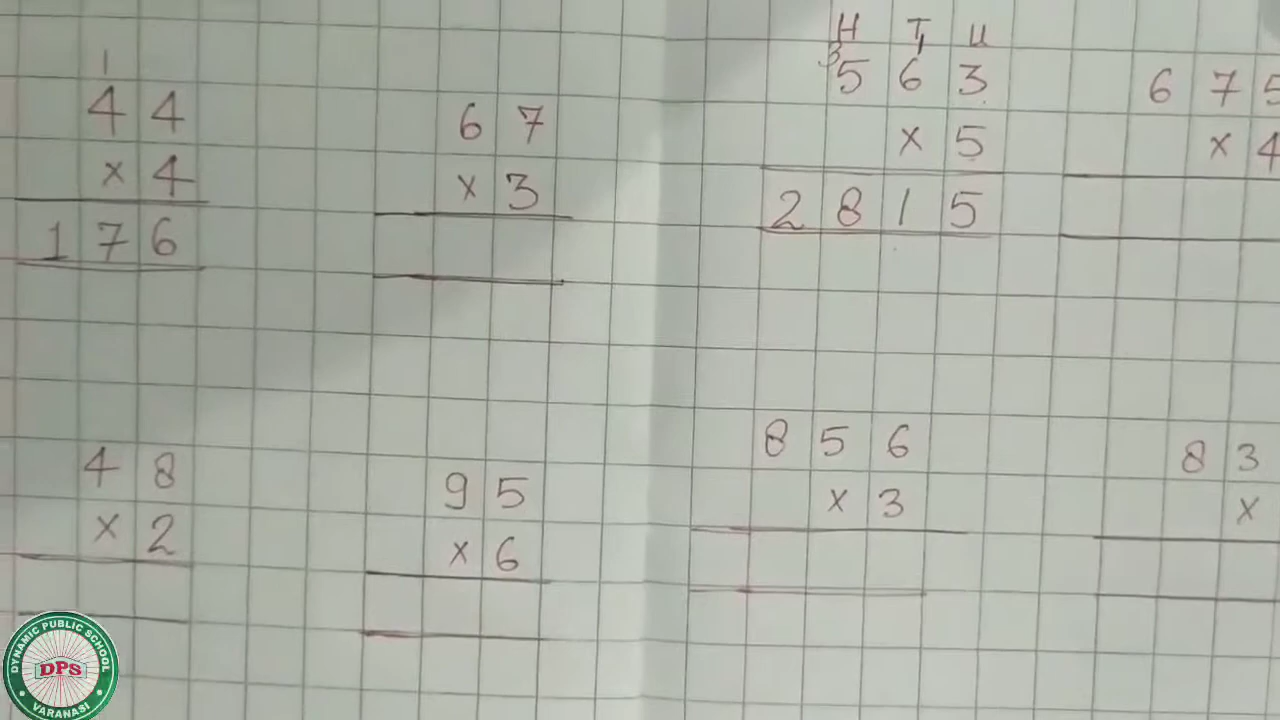 H T U
1
3 1
4 4
6 7
5 6 3
6 7 5
× 4
× 3
× 5
× 4
1 7 6
2 8 1 5
4 8
9 5
8 5 6
8 3
× 2
× 6
× 3
×
DYNAMIC PUBLIC SCHOOL
DPS
VARANASI